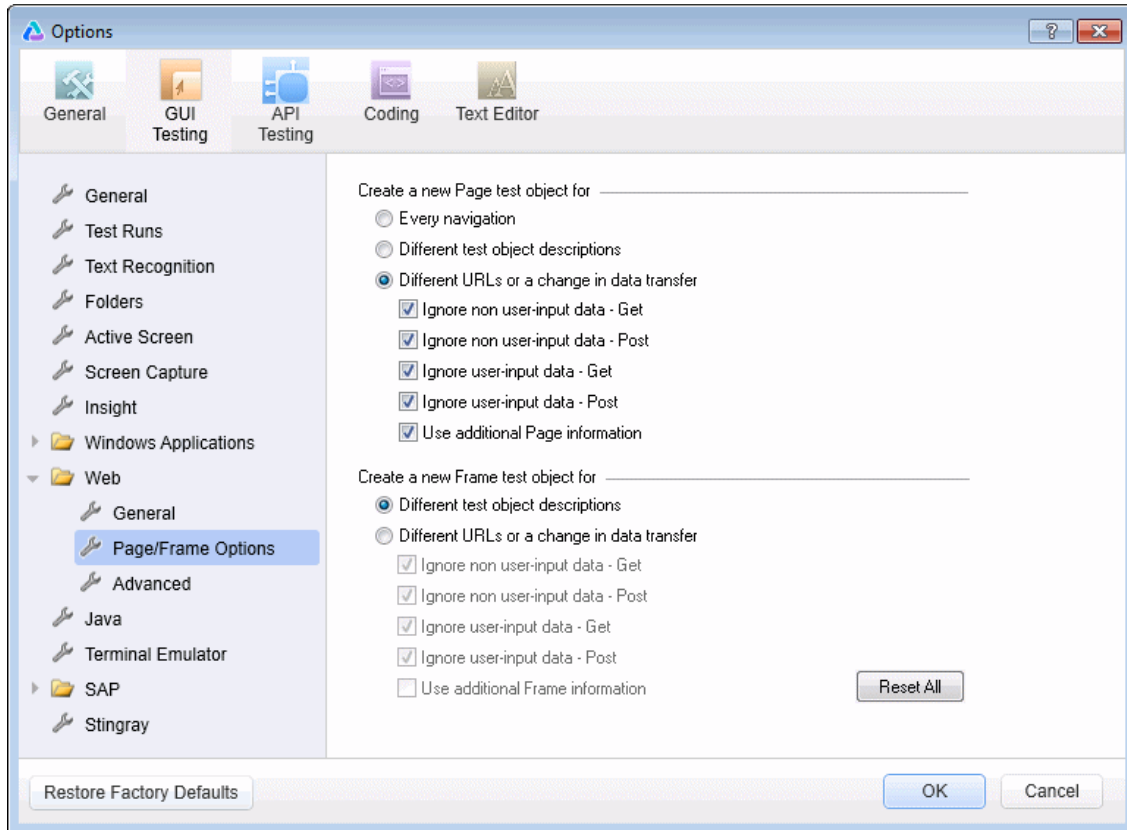 Options
General
GUI Testing
API Testing
Coding
Text Editor
General
Test Runs
Text Recognition
Folders
Active Screen
Screen Capture
Insight
Windows Applications
Web
General
Page/Frame Options
Advanced
Java
Terminal Emulator
SAP
Stingray
Create a new Page test object for
Every navigation
Different test object descriptions
Different URLs or a change in data transfer
Ignore non user-input data - Get
Ignore non user-input data - Post
Ignore user-input data - Get
Ignore user-input data - Post
Use additional Page information
Create a new Frame test object for
Different test object descriptions
Different URLs or a change in data transfer
Ignore non user-input data - Get
Ignore non user-input data - Post
Ignore user-input data - Get
Ignore user-input data - Post
Use additional Frame information
Reset All
Restore Factory Defaults
OK
Cancel